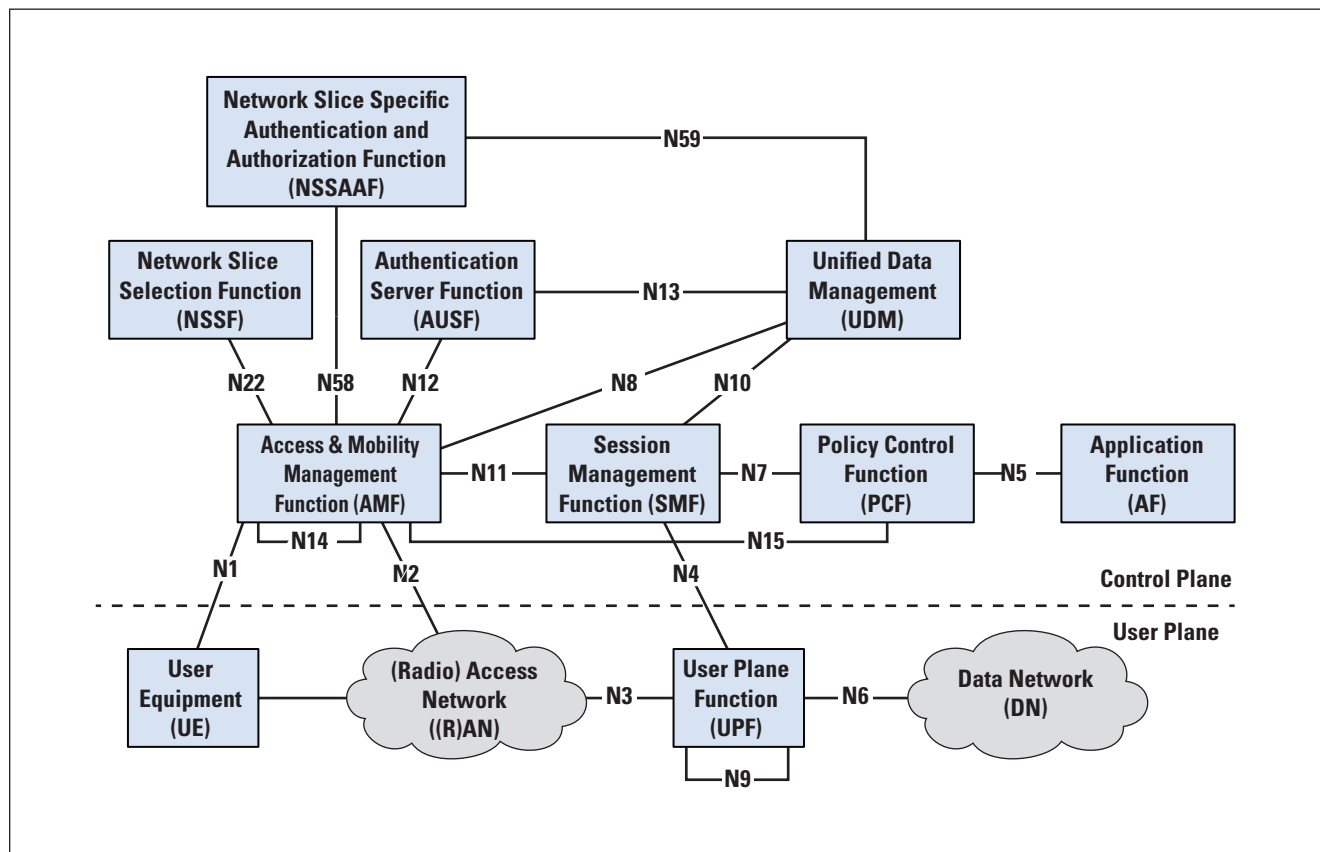 Network Slice Specific
Authentication and
Authorization Function
(NSSAAF)
N59
Network Slice
Selection Function
(NSSF)
Authentication
Server Function
(AUSF)
N13
Unified Data
Management
(UDM)
N22
N58
N12
N8
N10
Access & Mobility
Management
Function (AMF)
N11
Session
Management
Function (SMF)
N7
Policy Control
Function
(PCF)
N5
Application
Function
(AF)
N14
N15
N1
N2
N4
Control Plane
User Plane
User
Equipment
(UE)
(Radio) Access
Network
((R)AN)
N3
User Plane
Function
(UPF)
N6
Data Network
(DN)
N9